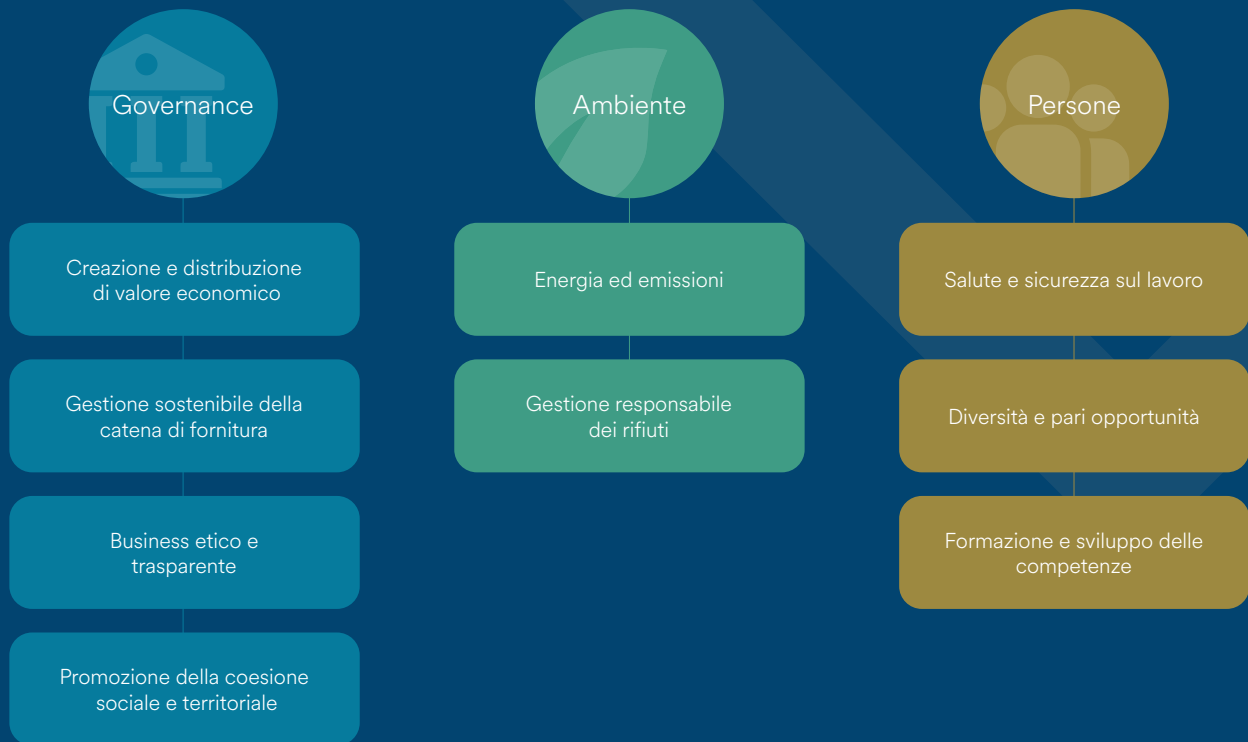 Governance
Creazione e distribuzione
di valore economico
Gestione sostenibile della
catena di fornitura
Business etico e
trasparente
Promozione della coesione
sociale e territoriale
Ambiente
Energia ed emissioni
Gestione responsabile
dei rifiuti
Persone
Salute e sicurezza sul lavoro
Diversità e pari opportunità
Formazione e sviluppo delle
competenze